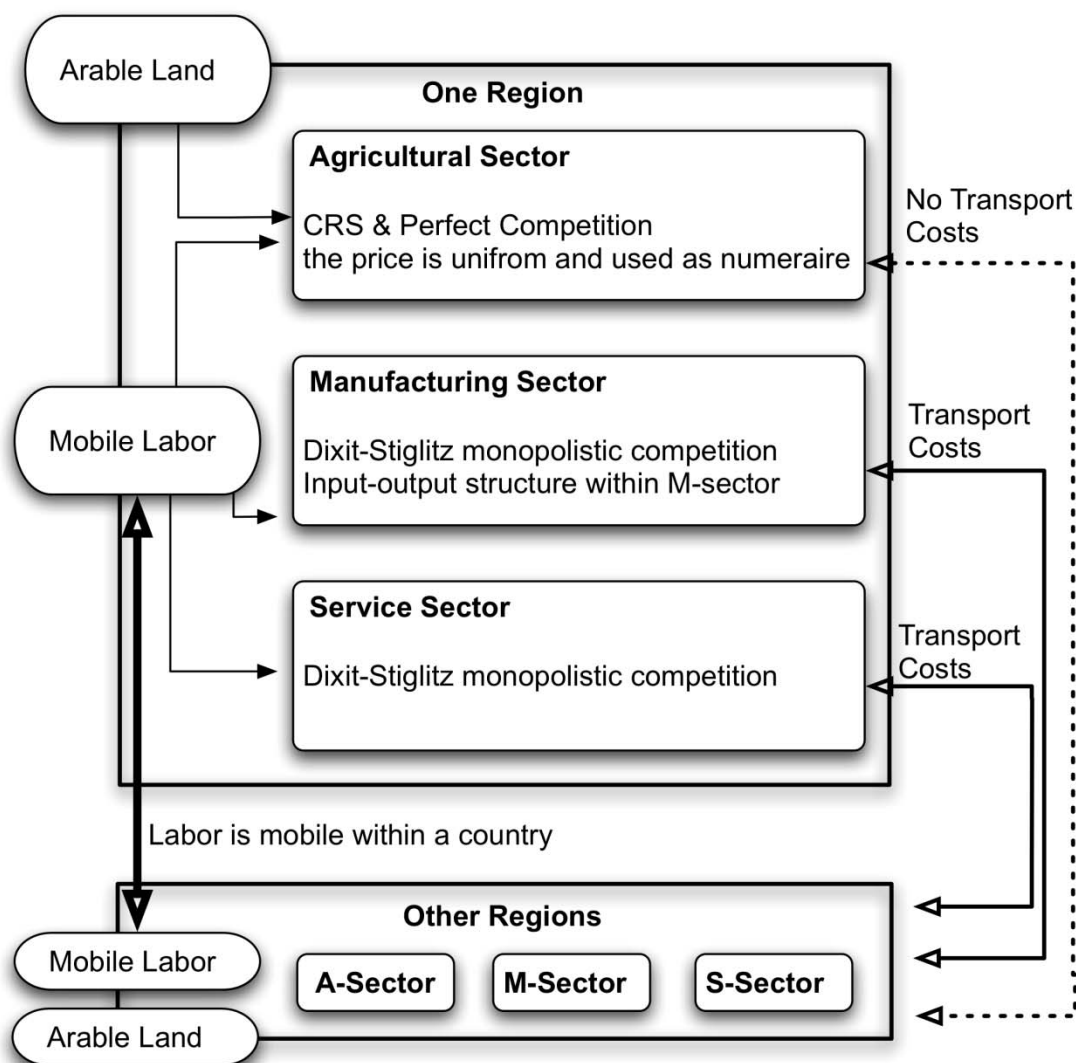 Arable Land
One Region
Agricultural Sector
CRS & Perfect Competition
the price is unifrom and used as numeraire
No Transport
Costs
Manufacturing Sector
Mobile Labor
Dixit-Stiglitz monopolistic competition
Input-output structure within M-sector
Transport
Costs
Service Sector
Dixit-Stiglitz monopolistic competition
Transport
Costs
Labor is mobile within a country
Other Regions
Mobile Labor
A-Sector
M-Sector
S-Sector
Arable Land